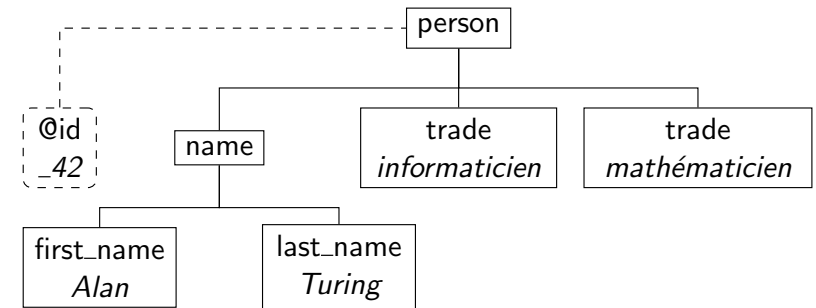 person
@id
_42
name
trade
informaticien
trade
mathématicien
first_name
Alan
last_name
Turing